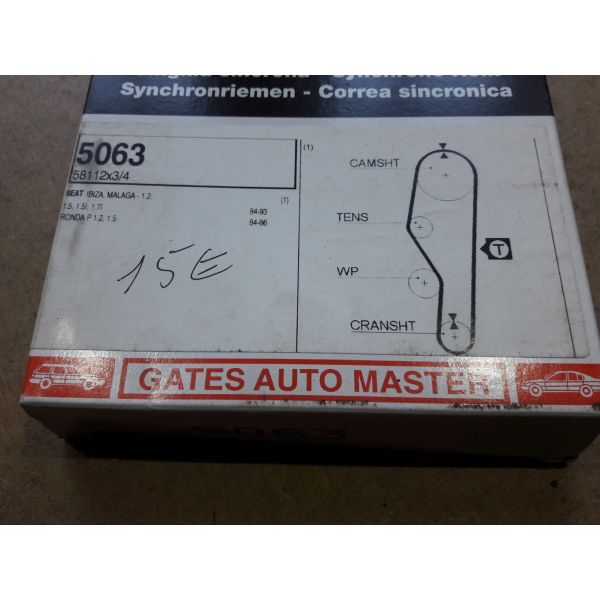 Synchronriemen - Correa sincronica
5063
58112x3/4
SEAT IBIZA, MALAGA - 1.2,
1.5, 1.5I, 1.7I 84-93 (1)
RONDA P 1.2, 1.5 84-86
15E
(1)
CAMSHT
TENS
T
WP
CRANSHT
GATES AUTO MASTER
5063